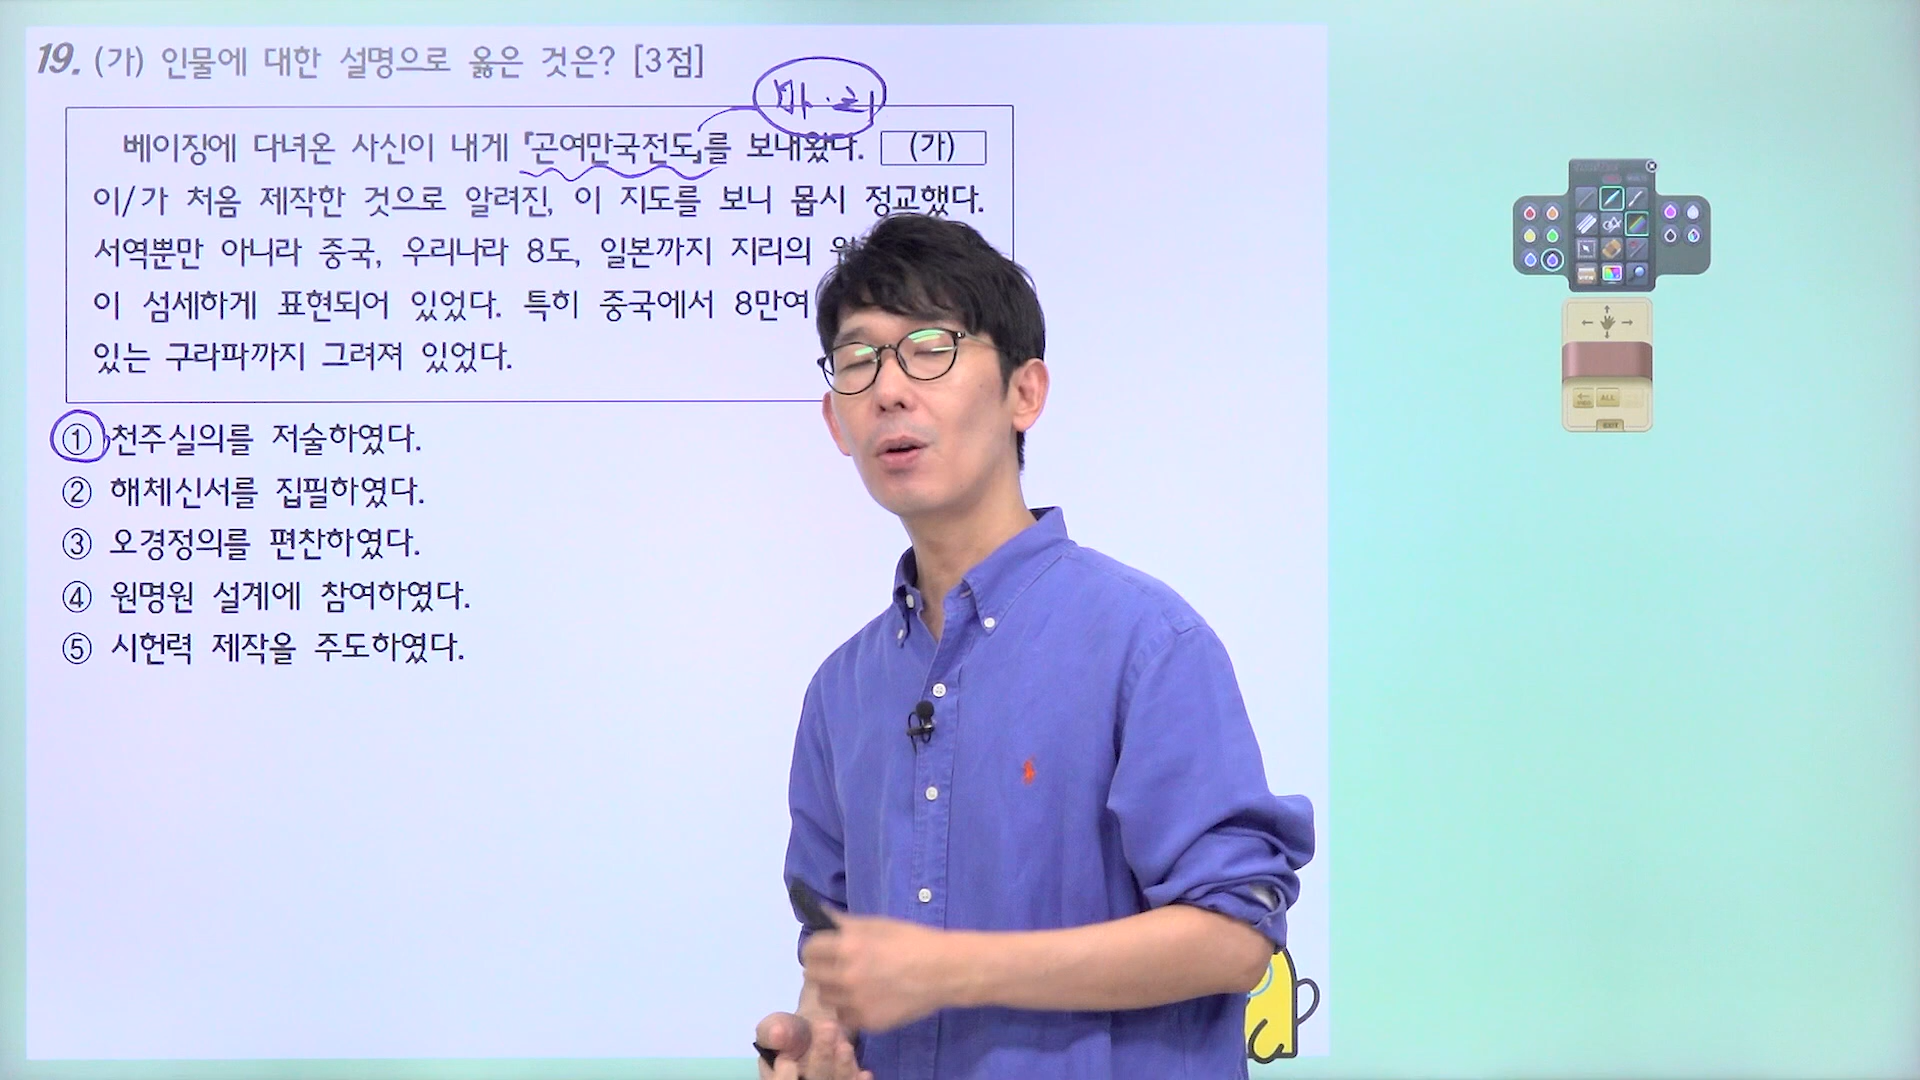 19. (가) 인물에 대한 설명으로 옳은 것은? [3점]
마·리
베이징에 다녀온 사신이 내게 『곤여만국전도』를 보내왔다. (가)
이/가 처음 제작한 것으로 알려진, 이 지도를 보니 몹시 정교했다.
서역뿐만 아니라 중국, 우리나라 8도, 일본까지 지리의
이 섬세하게 표현되어 있었다. 특히 중국에서 8만여
있는 구라파까지 그려져 있었다.
① 천주실의를 저술하였다.
② 해체신서를 집필하였다.
③ 오경정의를 편찬하였다.
④ 원명원 설계에 참여하였다.
⑤ 시헌력 제작을 주도하였다.
ALL
EXIT